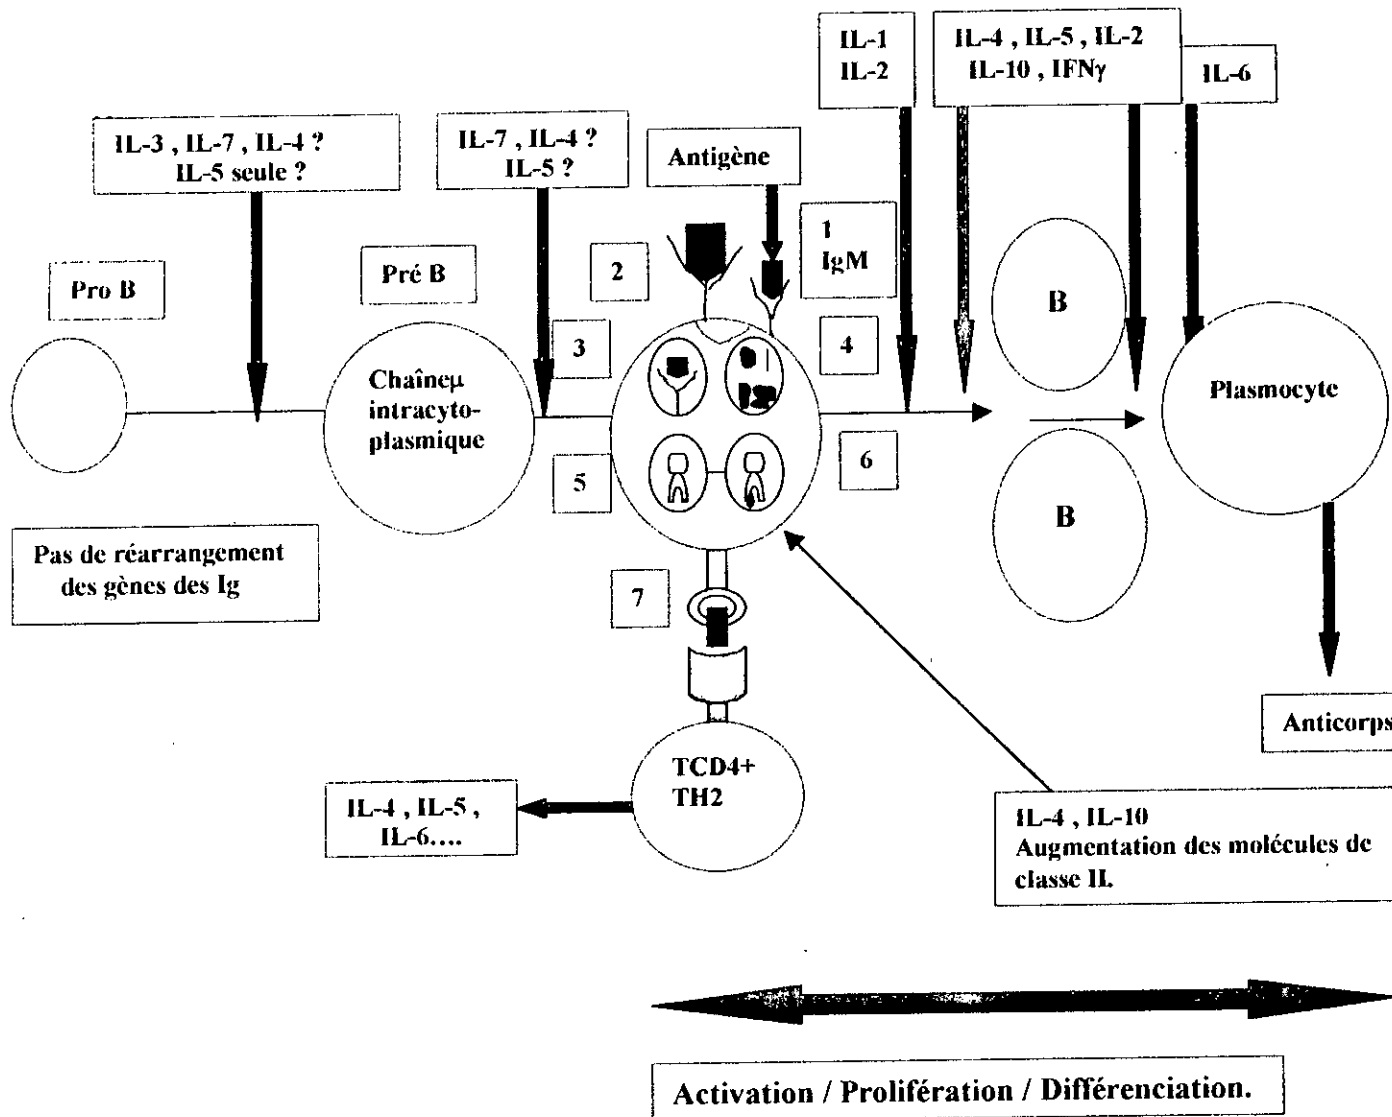 IL-1
IL-2
IL-4 , IL-5 , IL-2
IL-10 , IFNγ
IL-6
IL-3 , IL-7 , IL-4 ?
IL-5 seule ?
IL-7 , IL-4 ?
IL-5 ?
Antigène
1
IgM
2
Pro B
Pré B
3
4
B
Chaîneµ
intracyto-
plasmique
Plasmocyte
5
6
B
Pas de réarrangement
des gènes des Ig
7
TCD4+
TH2
Anticorps
IL-4 , IL-5 ,
IL-6....
IL-4 , IL-10
Augmentation des molécules de
classe II.
Activation / Prolifération / Différenciation.